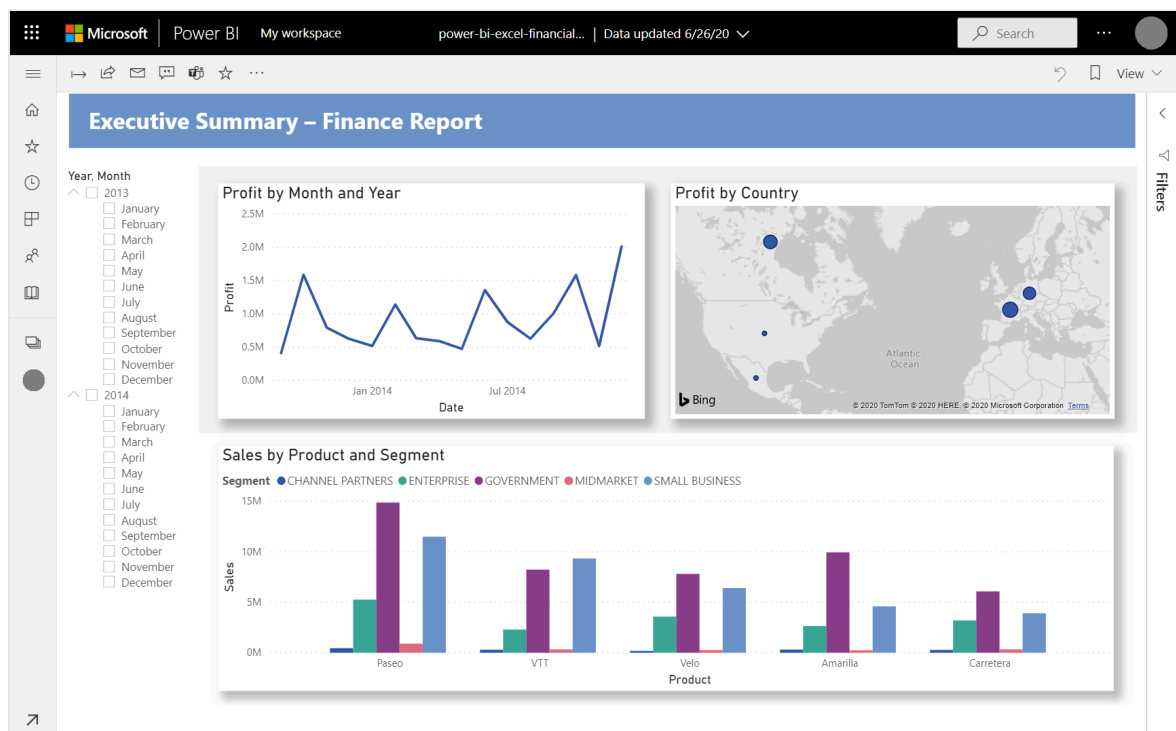 Microsoft Power BI My workspace power-bi-excel-financial... | Data updated 6/26/20 Search ...
View
Executive Summary – Finance Report
Filters
Year, Month
2013
January
February
March
April
May
June
July
August
September
October
November
December
2014
January
February
March
April
May
June
July
August
September
October
November
December
Profit by Month and Year
2.5M
2.0M
1.5M
1.0M
0.5M
0.0M
Profit
Jan 2014 Jul 2014
Date
Profit by Country
Atlantic
Ocean
Bing
© 2020 TomTom © 2020 HERE, © 2020 Microsoft Corporation Terms
Sales by Product and Segment
Segment CHANNEL PARTNERS ENTERPRISE GOVERNMENT MIDMARKET SMALL BUSINESS
15M
10M
5M
0M
Sales
Paseo VTT Velo Amarilla Carretera
Product